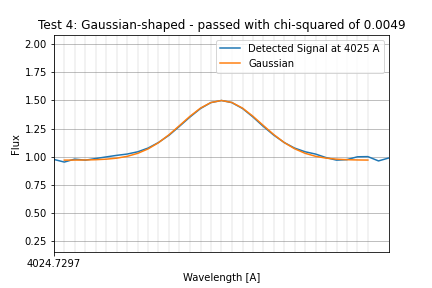 Test 4: Gaussian-shaped - passed with chi-squared of 0.0049
Detected Signal at 4025 A
Gaussian
2.00
1.75
1.50
1.25
1.00
0.75
0.50
0.25
Flux
4024.7297
Wavelength [A]